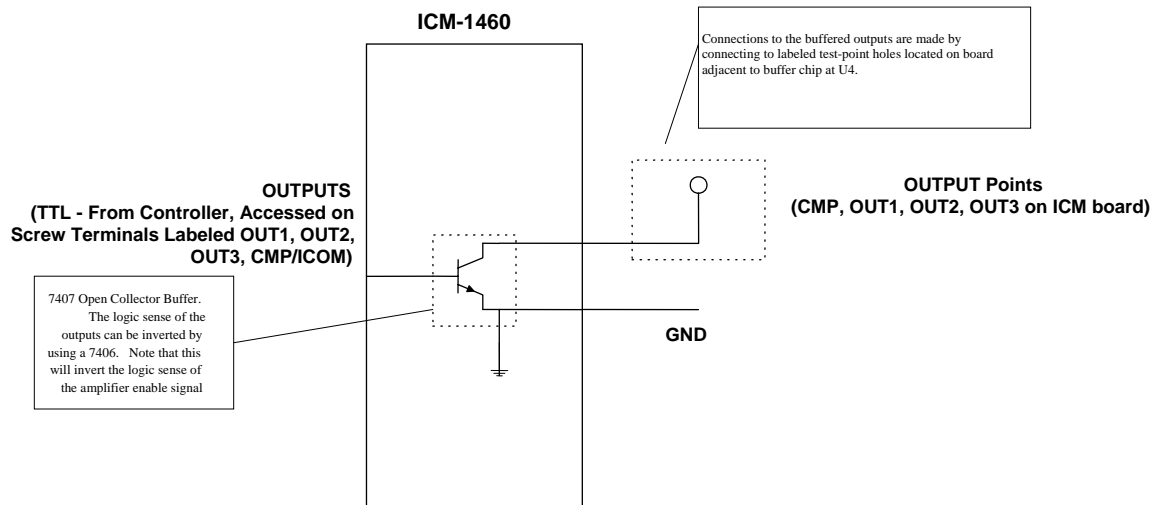 ICM-1460
Connections to the buffered outputs are made by
connecting to labeled test-point holes located on board
adjacent to buffer chip at U4.
OUTPUTS
(TTL - From Controller, Accessed on
Screw Terminals Labeled OUT1, OUT2,
OUT3, CMP/ICOM)
OUTPUT Points
(CMP, OUT1, OUT2, OUT3 on ICM board)
7407 Open Collector Buffer.
The logic sense of the
outputs can be inverted by
using a 7406. Note that this
will invert the logic sense of
the amplifier enable signal
GND